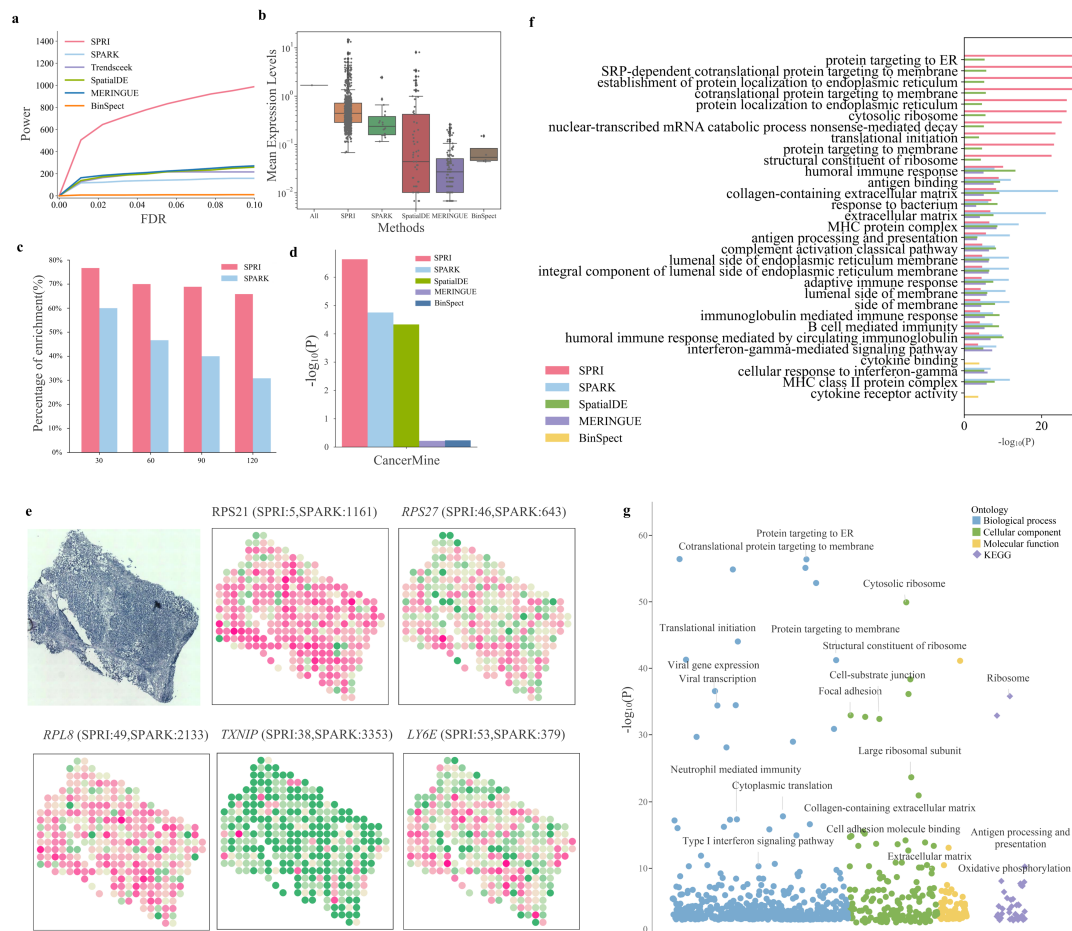 a
1400
1200
1000
800
600
400
200
0
Power
0.00
0.02
0.04
0.06
0.08
0.10
FDR
SPRI
SPARK
Trendsceek
SpatialDE
MERINGUE
BinSpect
b
10¹
10⁰
10⁻¹
10⁻²
Mean Expression Levels
All
SPRI
SPARK
SpatialDE
MERINGUE
BinSpect
Methods
c
80%
70%
60%
50%
40%
30%
20%
10%
0%
Percentage of enrichment(%)
30
60
90
120
SPRI
SPARK
d
6
5
4
3
2
1
0
-log₁₀(P)
CancerMine
SPRI
SPARK
SpatialDE
MERINGUE
BinSpect
f
protein targeting to ER
SRP-dependent cotranslational protein targeting to membrane
establishment of protein localization to endoplasmic reticulum
cotranslational protein targeting to membrane
protein localization to endoplasmic reticulum
cytosolic ribosome
nuclear-transcribed mRNA catabolic process nonsense-mediated decay
translational initiation
protein targeting to membrane
structural constituent of ribosome
humoral immune response
antigen binding
collagen-containing extracellular matrix
response to bacterium
extracellular matrix
MHC protein complex
antigen processing and presentation
complement activation classical pathway
lumenal side of endoplasmic reticulum membrane
integral component of lumenal side of endoplasmic reticulum membrane
adaptive immune response
lumenal side of membrane
side of membrane
immunoglobulin mediated immune response
B cell mediated immunity
humoral immune response mediated by circulating immunoglobulin
interferon-gamma-mediated signaling pathway
cytokine binding
cellular response to interferon-gamma
MHC class II protein complex
cytokine receptor activity
0
20
-log₁₀(P)
SPRI
SPARK
SpatialDE
MERINGUE
BinSpect
e
RPS21 (SPRI:5,SPARK:1161)
RPS27 (SPRI:46,SPARK:643)
RPL8 (SPRI:49,SPARK:2133)
TXNIP (SPRI:38,SPARK:3353)
LY6E (SPRI:53,SPARK:379)
g
60
50
40
30
20
10
0
-log₁₀(P)
Ontology
Biological process
Cellular component
Molecular function
KEGG
Protein targeting to ER
Cotranslational protein targeting to membrane
Cytosolic ribosome
Translational initiation
Protein targeting to membrane
Structural constituent of ribosome
Viral gene expression
Viral transcription
Cell-substrate junction
Focal adhesion
Ribosome
Large ribosomal subunit
Neutrophil mediated immunity
Cytoplasmic translation
Collagen-containing extracellular matrix
Cell adhesion molecule binding
Type I interferon signaling pathway
Extracellular matrix
Antigen processing and
presentation
Oxidative phosphorylation